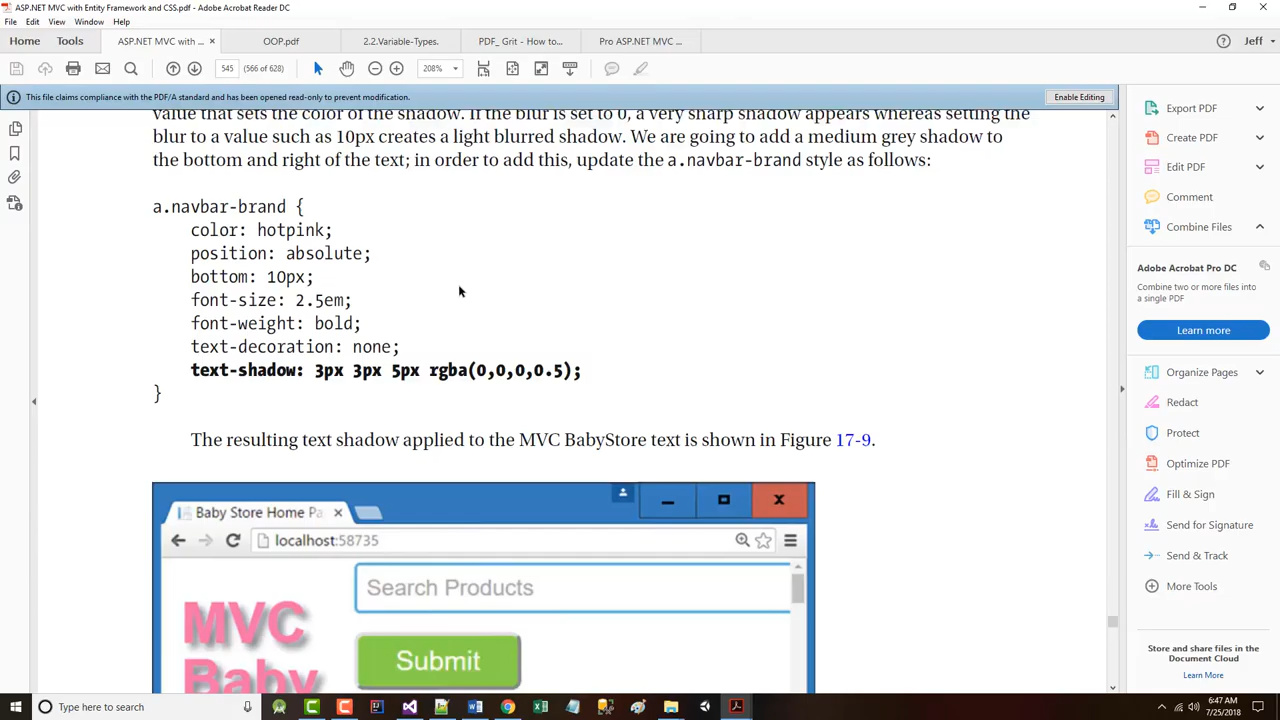 ASP.NET MVC with Entity Framework and CSS.pdf - Adobe Acrobat Reader DC
File Edit View Window Help
Home Tools ASP.NET MVC with ... × OOP.pdf 2.2.Variable-Types. PDF_ Grit - How to... Pro ASP.NET MVC ... Jeff
545 (566 of 628) 208%
This file claims compliance with the PDF/A standard and has been opened read-only to prevent modification. Enable Editing
value that sets the color of the shadow. If the blur is set to 0, a very sharp shadow appears whereas setting the
blur to a value such as 10px creates a light blurred shadow. We are going to add a medium grey shadow to
the bottom and right of the text; in order to add this, update the a.navbar-brand style as follows:
a.navbar-brand {
color: hotpink;
position: absolute;
bottom: 10px;
font-size: 2.5em;
font-weight: bold;
text-decoration: none;
text-shadow: 3px 3px 5px rgba(0,0,0,0.5);
}
The resulting text shadow applied to the MVC BabyStore text is shown in Figure 17-9.
Baby Store Home Pa
localhost:58735
Search Products
MVC
Submit
Baby
Export PDF
Create PDF
Edit PDF
Comment
Combine Files
Adobe Acrobat Pro DC
Combine two or more files into
a single PDF
Learn more
Organize Pages
Redact
Protect
Optimize PDF
Fill & Sign
Send for Signature
Send & Track
More Tools
Store and share files in the
Document Cloud
Learn More
Type here to search
6:47 AM
7/25/2018